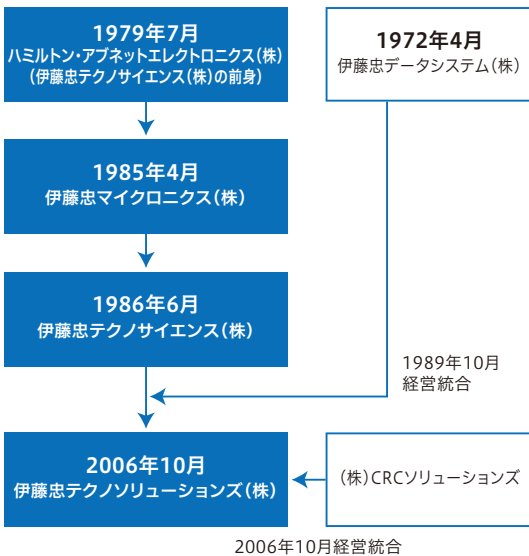 1979年7月
ハミルトン・アブネットエレクトロニクス(株)
(伊藤忠テクノサイエンス(株)の前身)
1972年4月
伊藤忠データシステム(株)
1985年4月
伊藤忠マイクロニクス(株)
1986年6月
伊藤忠テクノサイエンス(株)
1989年10月
経営統合
2006年10月
伊藤忠テクノソリューションズ(株)
(株)CRCソリューションズ
2006年10月経営統合